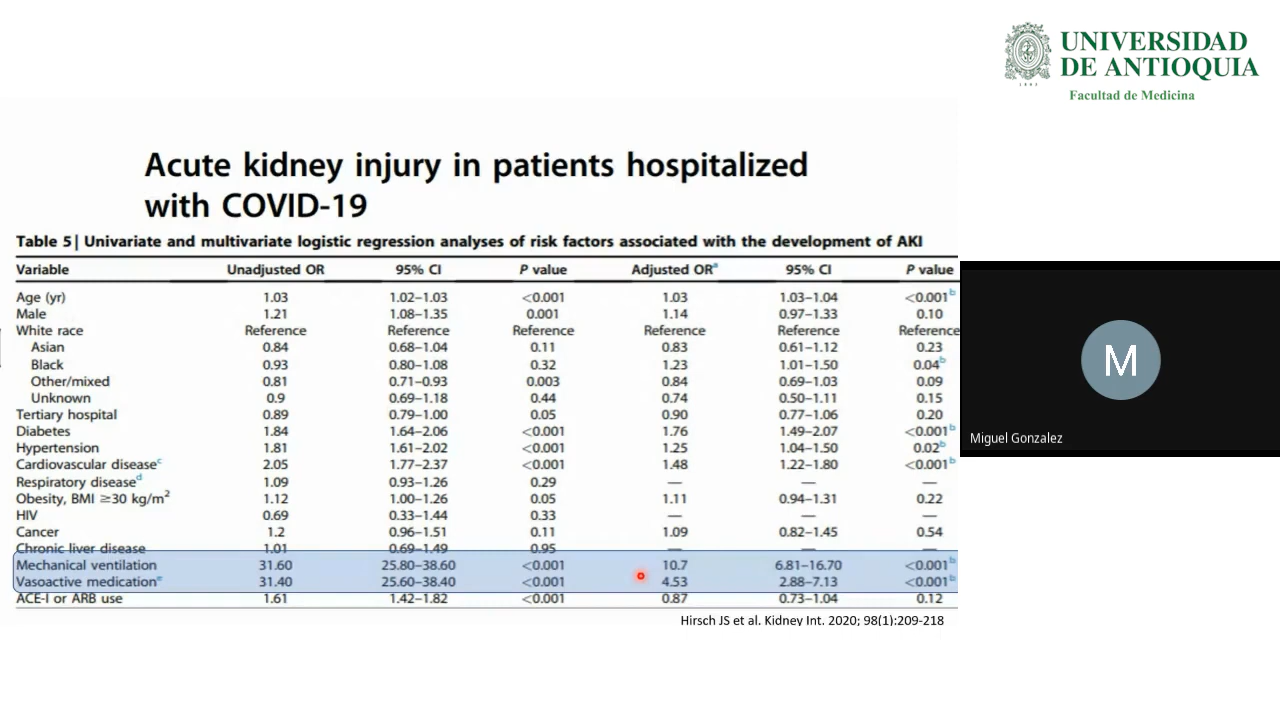 UNIVERSIDAD
DE ANTIOQUIA
1803
Facultad de Medicina
Acute kidney injury in patients hospitalized
with COVID-19
Table 5| Univariate and multivariate logistic regression analyses of risk factors associated with the development of AKI
Variable Unadjusted OR 95% CI P value Adjusted ORa 95% CI P value
Age (yr) 1.03 1.02–1.03 <0.001 1.03 1.03–1.04 <0.001b
Male 1.21 1.08–1.35 0.001 1.14 0.97–1.33 0.10
White race Reference Reference Reference Reference Reference Reference
Asian 0.84 0.68–1.04 0.11 0.83 0.61–1.12 0.23
Black 0.93 0.80–1.08 0.32 1.23 1.01–1.50 0.04b
Other/mixed 0.81 0.71–0.93 0.003 0.84 0.69–1.03 0.09
Unknown 0.9 0.69–1.18 0.44 0.74 0.50–1.11 0.15
Tertiary hospital 0.89 0.79–1.00 0.05 0.90 0.77–1.06 0.20
Diabetes 1.84 1.64–2.06 <0.001 1.76 1.49–2.07 <0.001b
Hypertension 1.81 1.61–2.02 <0.001 1.25 1.04–1.50 0.02b
Cardiovascular diseasec 2.05 1.77–2.37 <0.001 1.48 1.22–1.80 <0.001b
Respiratory diseased 1.09 0.93–1.26 0.29 — — —
Obesity, BMI ≥30 kg/m2 1.12 1.00–1.26 0.05 1.11 0.94–1.31 0.22
HIV 0.69 0.33–1.44 0.33 — — —
Cancer 1.2 0.96–1.51 0.11 1.09 0.82–1.45 0.54
Chronic liver disease 1.01 0.69–1.49 0.95 — — —
Mechanical ventilation 31.60 25.80–38.60 <0.001 10.7 6.81–16.70 <0.001b
Vasoactive medicatione 31.40 25.60–38.40 <0.001 4.53 2.88–7.13 <0.001b
ACE-I or ARB use 1.61 1.42–1.82 <0.001 0.87 0.73–1.04 0.12
Hirsch JS et al. Kidney Int. 2020; 98(1):209-218
M
Miguel Gonzalez